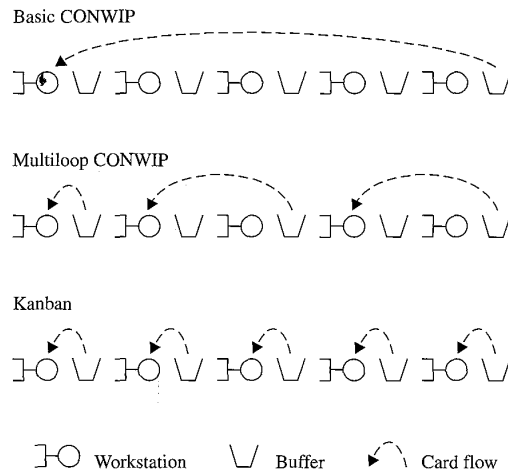 Basic CONWIP
Multiloop CONWIP
Kanban
Workstation
Buffer
Card flow